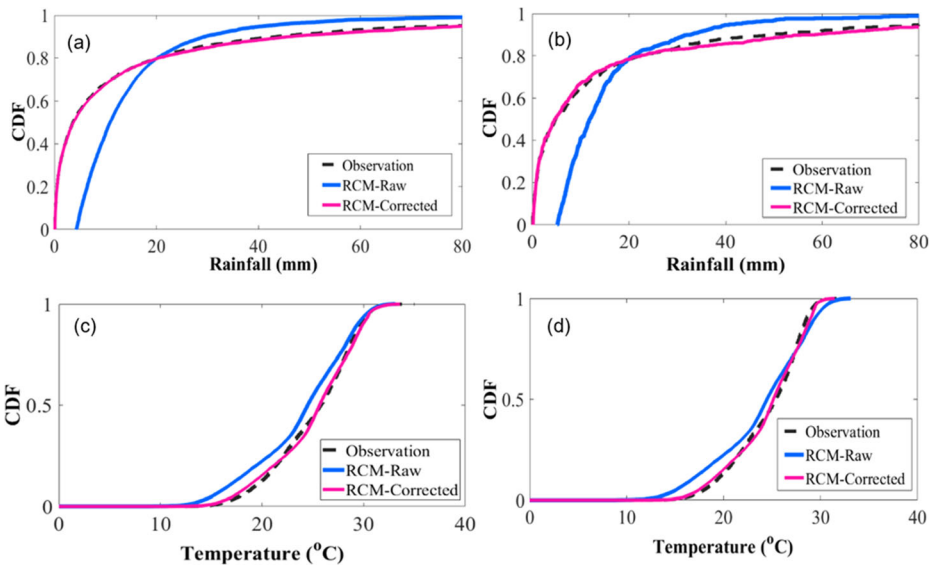 (a)
CDF
1
0.8
0.6
0.4
0.2
0
Observation
RCM-Raw
RCM-Corrected
0 20 40 60 80
Rainfall (mm)
(b)
CDF
1
0.8
0.6
0.4
0.2
0
Observation
RCM-Raw
RCM-Corrected
0 20 40 60 80
Rainfall (mm)
(c)
CDF
1
0.5
0
Observation
RCM-Raw
RCM-Corrected
0 10 20 30 40
Temperature (°C)
(d)
CDF
1
0.5
0
Observation
RCM-Raw
RCM-Corrected
0 10 20 30 40
Temperature (°C)